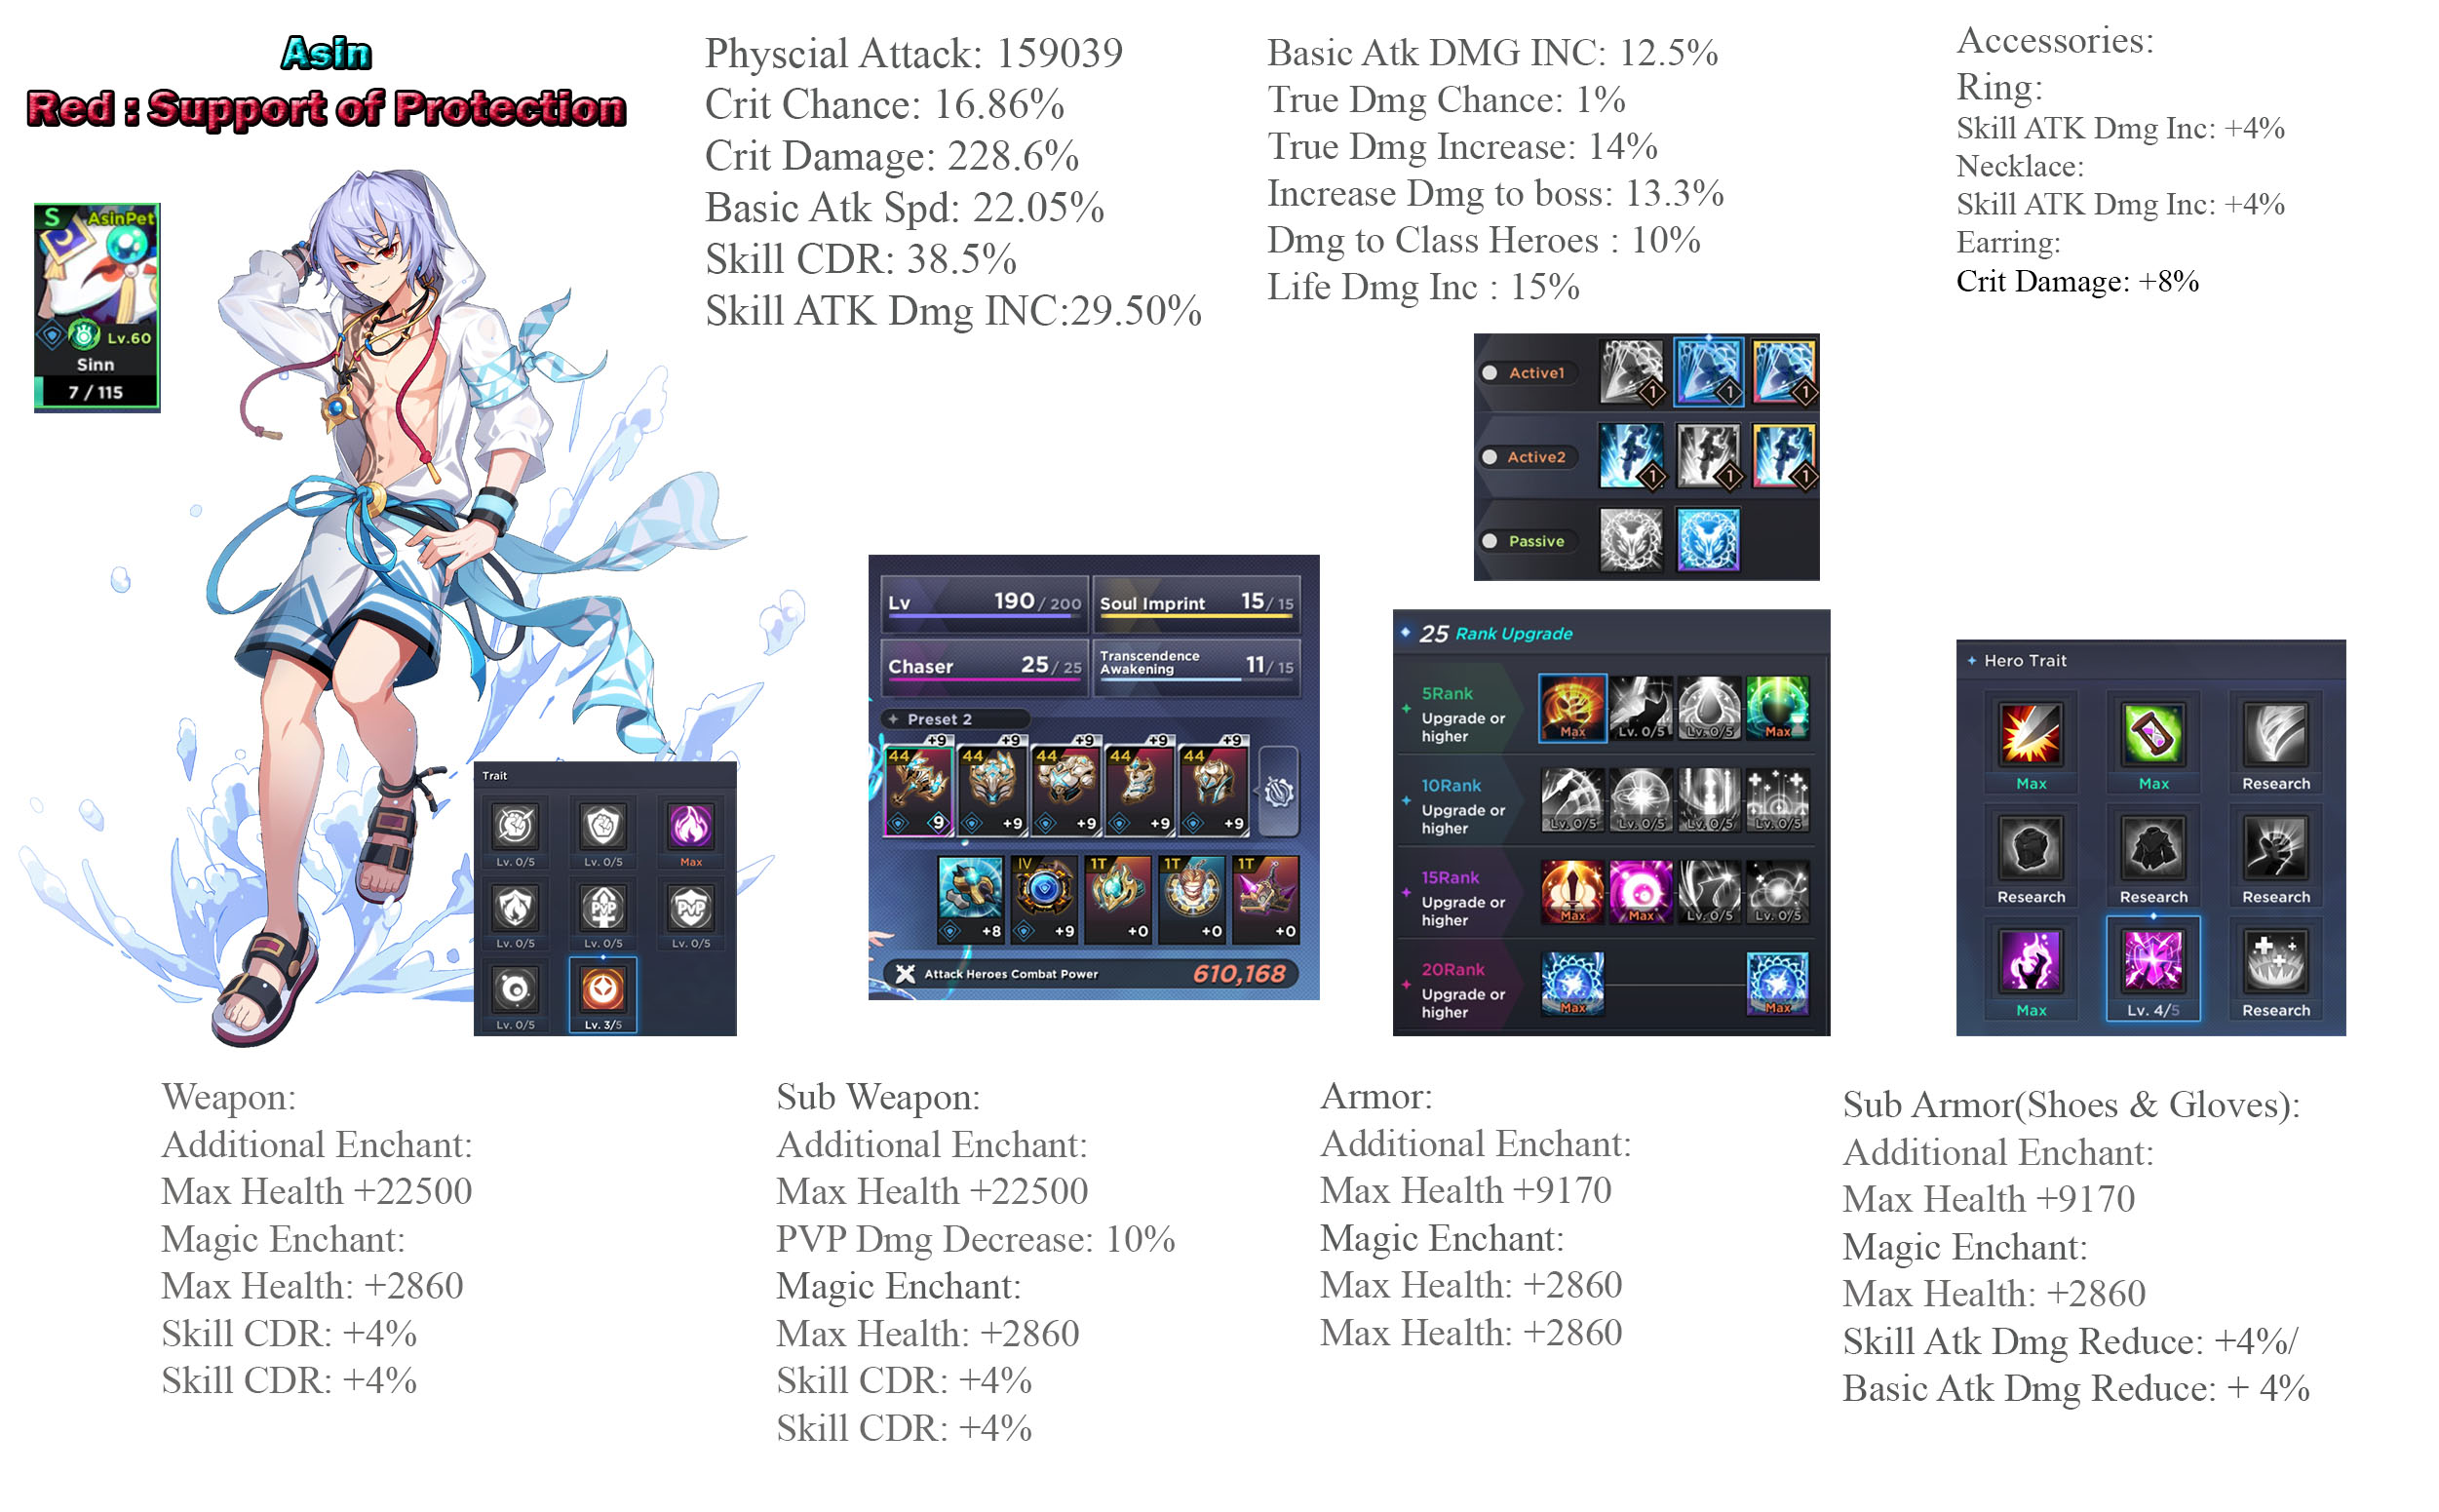 Asin
Red : Support of Protection
S AsinPet
Lv.60
Sinn
7 / 115
Physcial Attack: 159039
Crit Chance: 16.86%
Crit Damage: 228.6%
Basic Atk Spd: 22.05%
Skill CDR: 38.5%
Skill ATK Dmg INC:29.50%
Basic Atk DMG INC: 12.5%
True Dmg Chance: 1%
True Dmg Increase: 14%
Increase Dmg to boss: 13.3%
Dmg to Class Heroes : 10%
Life Dmg Inc : 15%
Accessories:
Ring:
Skill ATK Dmg Inc: +4%
Necklace:
Skill ATK Dmg Inc: +4%
Earring:
Crit Damage: +8%
Active1
1 1 1
Active2
1 1 1
Passive
Trait
Lv. 0/5 Lv. 0/5 Max
Lv. 0/5 Lv. 0/5 Lv. 0/5
Lv. 0/5 Lv. 3/5
Lv 190 / 200 Soul Imprint 15 / 15
Chaser 25 / 25 Transcendence Awakening 11 / 15
Preset 2
+9 +9 +9 +9 +9
44 44 44 44 44
9 +9 +9 +9 +9
IV 1T 1T 1T
+8 +9 +0 +0 +0
Attack Heroes Combat Power 610,168
25 Rank Upgrade
5Rank
Upgrade or
higher
Max Lv. 0/5 Lv. 0/5 Max
10Rank
Upgrade or
higher
Lv. 0/5 Lv. 0/5 Lv. 0/5 Lv. 0/5
15Rank
Upgrade or
higher
Max Max Lv. 0/5 Lv. 0/5
20Rank
Upgrade or
higher
Max Max
Hero Trait
Max Max Research
Research Research Research
Max Lv. 4/5 Research
Weapon:
Additional Enchant:
Max Health +22500
Magic Enchant:
Max Health: +2860
Skill CDR: +4%
Skill CDR: +4%
Sub Weapon:
Additional Enchant:
Max Health +22500
PVP Dmg Decrease: 10%
Magic Enchant:
Max Health: +2860
Skill CDR: +4%
Skill CDR: +4%
Armor:
Additional Enchant:
Max Health +9170
Magic Enchant:
Max Health: +2860
Max Health: +2860
Sub Armor(Shoes & Gloves):
Additional Enchant:
Max Health +9170
Magic Enchant:
Max Health: +2860
Skill Atk Dmg Reduce: +4%/
Basic Atk Dmg Reduce: + 4%